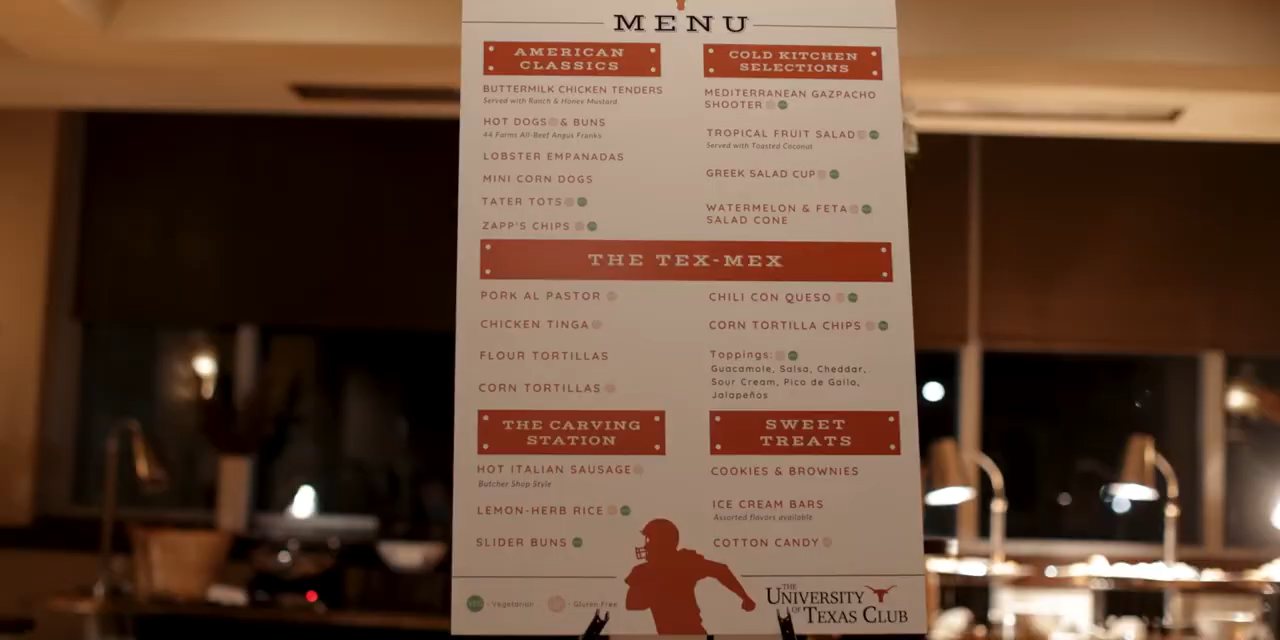 MENU
AMERICAN
CLASSICS
BUTTERMILK CHICKEN TENDERS
Served with Ranch & Honey Mustard
HOT DOGS & BUNS
44 Farms All-Beef Angus Franks
LOBSTER EMPANADAS
MINI CORN DOGS
TATER TOTS
ZAPP'S CHIPS
COLD KITCHEN
SELECTIONS
MEDITERRANEAN GAZPACHO
SHOOTER
TROPICAL FRUIT SALAD
Served with Toasted Coconut
GREEK SALAD CUP
WATERMELON & FETA
SALAD CONE
THE TEX-MEX
PORK AL PASTOR
CHICKEN TINGA
FLOUR TORTILLAS
CORN TORTILLAS
CHILI CON QUESO
CORN TORTILLA CHIPS
Toppings:
Guacamole, Salsa, Cheddar,
Sour Cream, Pico de Gallo,
Jalapeños
THE CARVING
STATION
HOT ITALIAN SAUSAGE
Butcher Shop Style
LEMON-HERB RICE
SLIDER BUNS
SWEET
TREATS
COOKIES & BROWNIES
ICE CREAM BARS
Assorted flavors available
COTTON CANDY
- Vegetarian
- Gluten Free
THE
UNIVERSITY
OF TEXAS CLUB